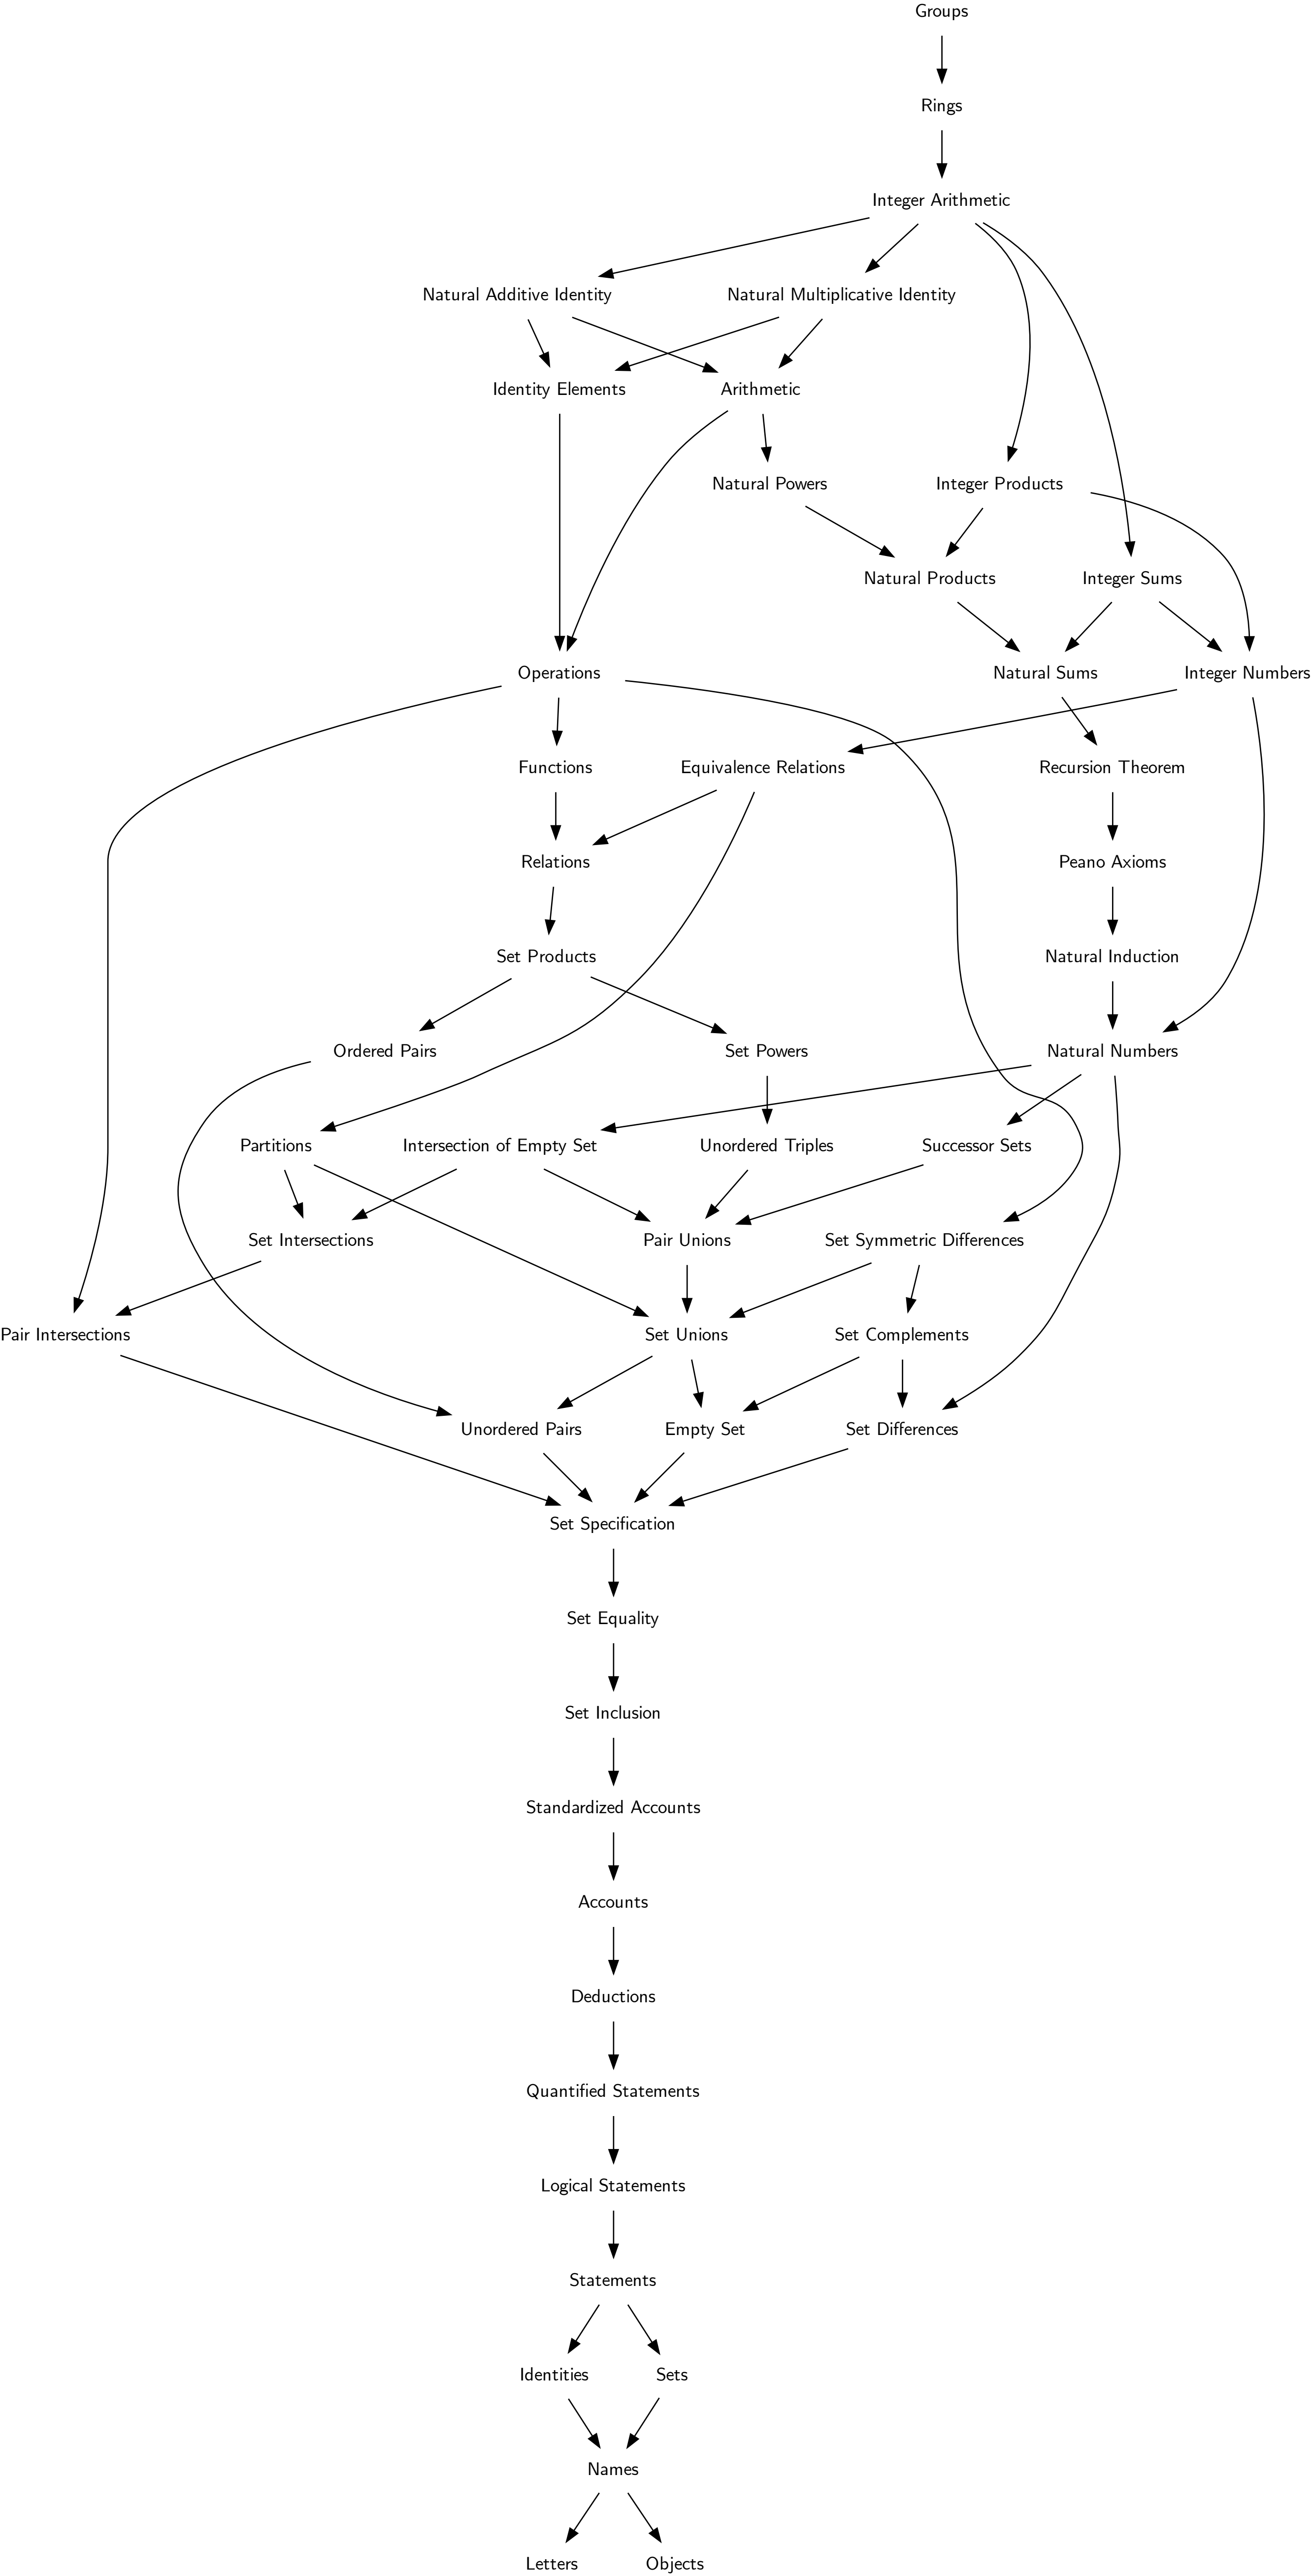 Groups
Rings
Integer Arithmetic
Natural Additive Identity
Natural Multiplicative Identity
Identity Elements
Arithmetic
Natural Powers
Integer Products
Natural Products
Integer Sums
Operations
Natural Sums
Integer Numbers
Functions
Equivalence Relations
Recursion Theorem
Relations
Peano Axioms
Set Products
Natural Induction
Ordered Pairs
Set Powers
Natural Numbers
Partitions
Intersection of Empty Set
Unordered Triples
Successor Sets
Set Intersections
Pair Unions
Set Symmetric Differences
Pair Intersections
Set Unions
Set Complements
Unordered Pairs
Empty Set
Set Differences
Set Specification
Set Equality
Set Inclusion
Standardized Accounts
Accounts
Deductions
Quantified Statements
Logical Statements
Statements
Identities
Sets
Names
Letters
Objects